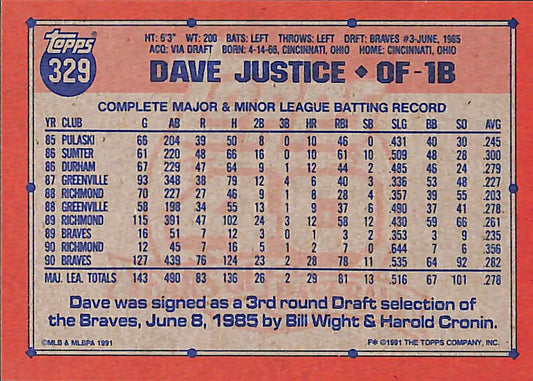 Topps
329
HT: 6'3" WT: 200 BATS: LEFT THROWS: LEFT DRFT: BRAVES #3-JUNE, 1985
ACQ: VIA DRAFT BORN: 4-14-66, CINCINNATI, OHIO HOME: CINCINNATI, OHIO
DAVE JUSTICE ◆ OF-1B
COMPLETE MAJOR & MINOR LEAGUE BATTING RECORD
YR CLUB G AB R H 2B 3B HR RBI SB SLG BB SO AVG
85 PULASKI 66 204 39 50 8 0 10 46 0 .431 40 30 .245
86 SUMTER 61 220 48 66 16 0 10 61 10 .509 48 28 .300
86 DURHAM 67 229 47 64 9 1 12 44 2 .485 46 24 .279
87 GREENVILLE 93 348 38 79 12 4 6 40 3 .336 53 48 .227
88 RICHMOND 70 227 27 46 9 1 8 28 4 .357 39 55 .203
88 GREENVILLE 58 198 34 55 13 1 9 37 6 .490 37 41 .278
89 RICHMOND 115 391 47 102 24 3 12 58 12 .430 59 66 .261
89 BRAVES 16 51 7 12 3 0 1 3 2 .353 3 9 .235
90 RICHMOND 12 45 7 16 5 1 2 7 0 .644 7 6 .356
90 BRAVES 127 439 76 124 23 2 28 78 11 .535 64 92 .282
MAJ. LEA. TOTALS 143 490 83 136 26 2 29 81 13 .516 67 101 .278
Dave was signed as a 3rd round Draft selection of
the Braves, June 8, 1985 by Bill Wight & Harold Cronin.
©MLB & MLBPA 1991 F* ©1991 THE TOPPS COMPANY, INC.